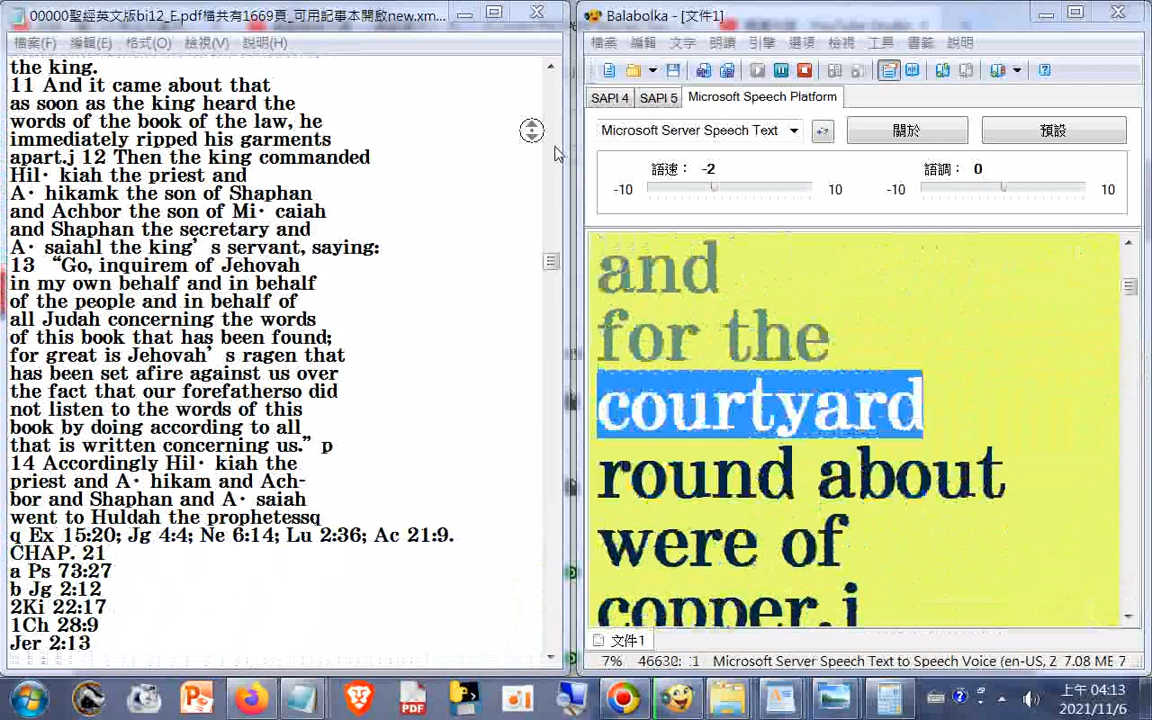 00000聖經英文版bi12_E.pdf檔共有1669頁_可用記事本開啟new.xm...
檔案(F) 編輯(E) 格式(O) 檢視(V) 說明(H)
the king.
11 And it came about that
as soon as the king heard the
words of the book of the law, he
immediately ripped his garments
apart.j 12 Then the king commanded
Hil· kiah the priest and
A· hikamk the son of Shaphan
and Achbor the son of Mi· caiah
and Shaphan the secretary and
A· saiahl the king’s servant, saying:
13 “Go, inquirem of Jehovah
in my own behalf and in behalf
of the people and in behalf of
all Judah concerning the words
of this book that has been found;
for great is Jehovah’s ragen that
has been set afire against us over
the fact that our forefatherso did
not listen to the words of this
book by doing according to all
that is written concerning us.” p
14 Accordingly Hil· kiah the
priest and A· hikam and Ach-
bor and Shaphan and A· saiah
went to Huldah the prophetessq
q Ex 15:20; Jg 4:4; Ne 6:14; Lu 2:36; Ac 21:9.
CHAP. 21
a Ps 73:27
b Jg 2:12
2Ki 22:17
1Ch 28:9
Jer 2:13
Balabolka - [文件1]
檔案 編輯 文字 朗讀 引擎 選項 檢視 工具 書籤 說明
SAPI 4 SAPI 5 Microsoft Speech Platform
Microsoft Server Speech Text 關於 預設
語速： -2 語調： 0
-10 10 -10 10
and
for the
courtyard
round about
were of
copper.j
文件1
7% Microsoft Server Speech Text to Speech Voice (en-US, 2 7.08 MB 7
上午 04:13
2021/11/6